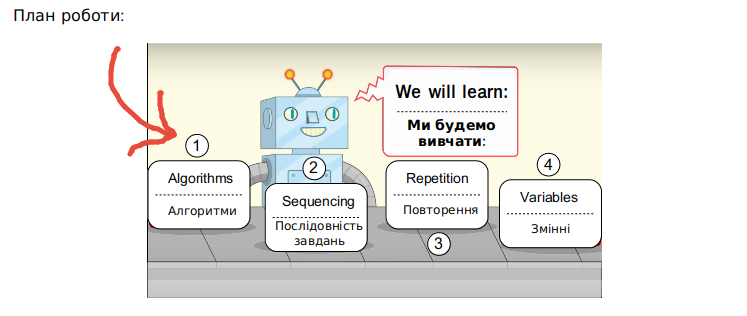 План роботи:
We will learn:
Ми будемо
вивчати:
1
Algorithms
Алгоритми
2
Sequencing
Послідовність
завдань
Repetition
Повторення
3
4
Variables
Змінні